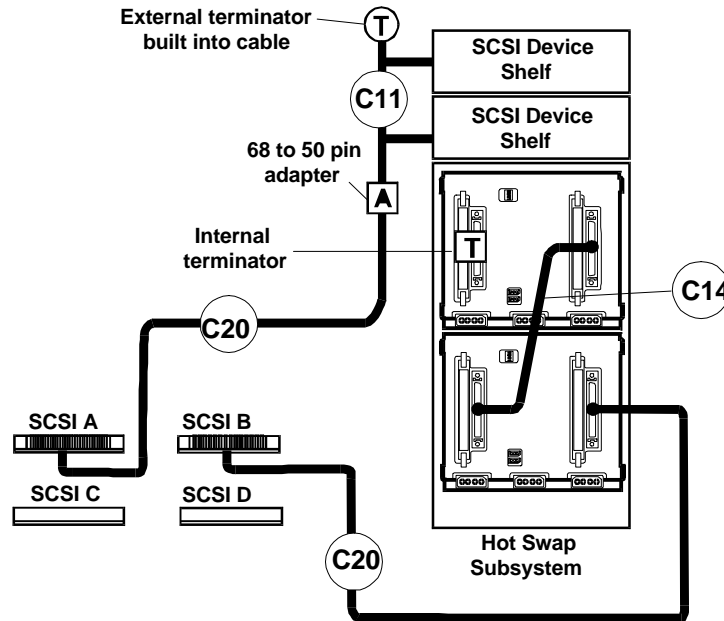 External terminator
built into cable
T
SCSI Device
Shelf
C11
SCSI Device
Shelf
68 to 50 pin
adapter
A
Internal
terminator
T
C14
C20
SCSI A
SCSI B
SCSI C
SCSI D
C20
Hot Swap
Subsystem